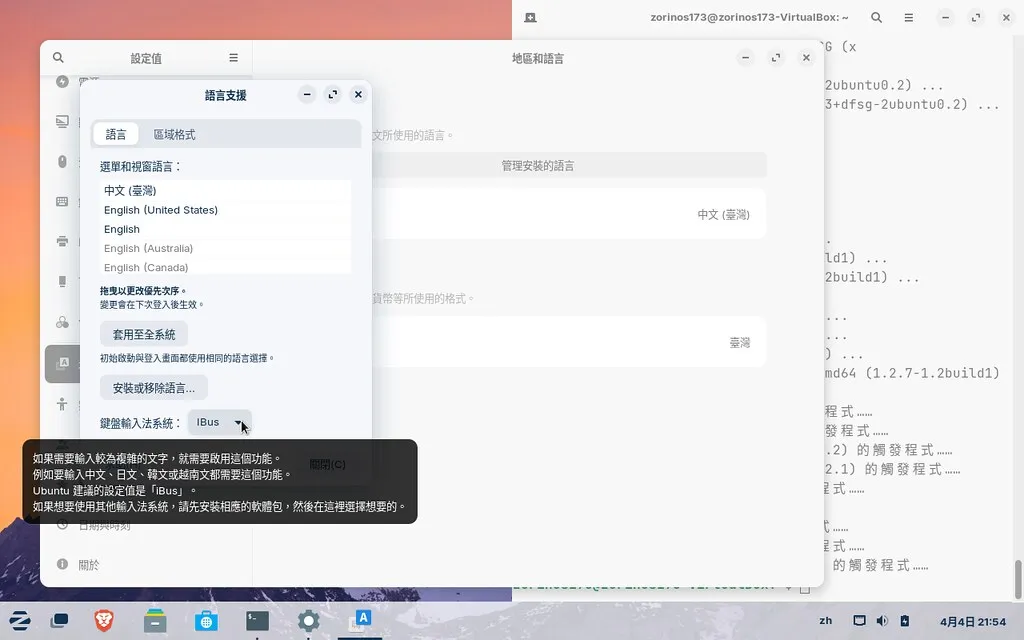 zorinos173@zorinos173-VirtualBox: ~
設定值
地區和語言
語言支援
語言
區域格式
選單和視窗語言：
中文 (臺灣)
English (United States)
English
English (Australia)
English (Canada)
拖曳以更改優先次序。
變更會在下次登入後生效。
套用至全系統
初始啟動與登入畫面都使用相同的語言選擇。
安裝或移除語言…
鍵盤輸入法系統：
IBus
關閉(C)
如果需要輸入較為複雜的文字，就需要啟用這個功能。
例如要輸入中文、日文、韓文或越南文都需要這個功能。
Ubuntu 建議的設定值是「iBus」。
如果想要使用其他輸入法系統，請先安裝相應的軟體包，然後在這裡選擇想要的。
日期與時刻
關於
文所使用的語言。
管理安裝的語言
中文 (臺灣)
貨幣等所使用的格式。
臺灣
G (x
2ubuntu0.2) ...
3+dfsg-2ubuntu0.2) ...
.
ld1) ...
2build1) ...
...
...
) ...
md64 (1.2.7-1.2build1)
程式……
發程式……
.2) 的觸發程式……
2.1) 的觸發程式……
程式……
式……
程式……
的觸發程式……
zh
4月4日 21:54